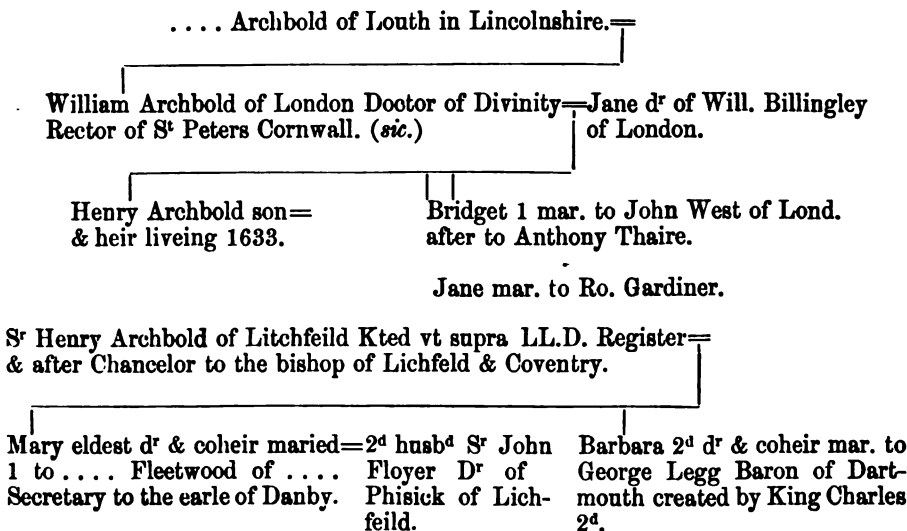 .... Archbold of Louth in Lincolnshire.=
William Archbold of London Doctor of Divinity=Jane dʳ of Will. Billingley
Rector of Sᵗ Peters Cornwall. (sic.) of London.
Henry Archbold son=
& heir liveing 1633.
Bridget 1 mar. to John West of Lond.
after to Anthony Thaire.
Jane mar. to Ro. Gardiner.
Sʳ Henry Archbold of Litchfeild Kted vt supra LL.D. Register=
& after Chancelor to the bishop of Lichfeld & Coventry.
Mary eldest dʳ & coheir maried=
1 to .... Fleetwood of ....
Secretary to the earle of Danby.
2ᵈ husbᵈ Sʳ John
Floyer Dʳ of
Phisick of Lich-
feild.
Barbara 2ᵈ dʳ & coheir mar. to
George Legg Baron of Dart-
mouth created by King Charles
2ᵈ.